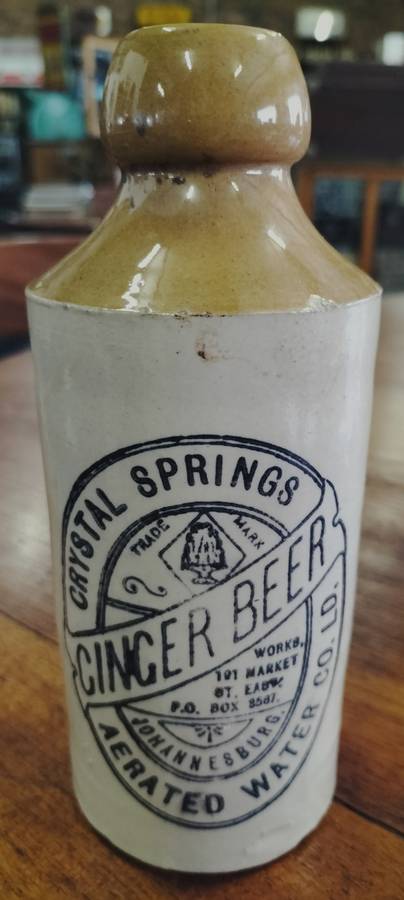 CRYSTAL SPRINGS
TRADE MARK
GINGER BEER
WORKS,
191 MARKET
ST. EAST
P.O. BOX 3587.
JOHANNESBURG.
AERATED WATER CO. LD.